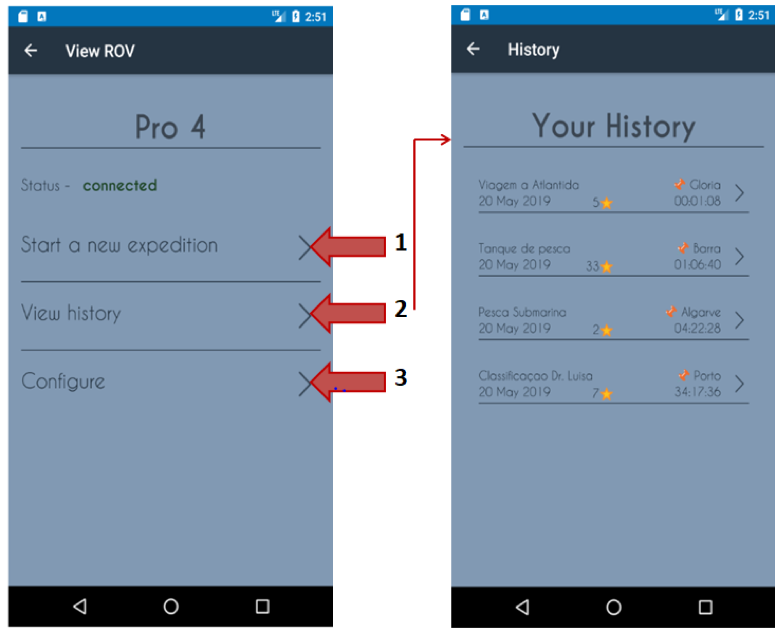 2:51
View ROV
Pro 4
Status - connected
Start a new expedition
1
View history
2
Configure
3
2:51
History
Your History
Viagem a Atlantida Gloria
20 May 2019 5 00:01:08
Tanque de pesca Barra
20 May 2019 33 01:06:40
Pesca Submarina Algarve
20 May 2019 2 04:22:28
Classificaçao Dr. Luisa Porto
20 May 2019 7 34:17:36